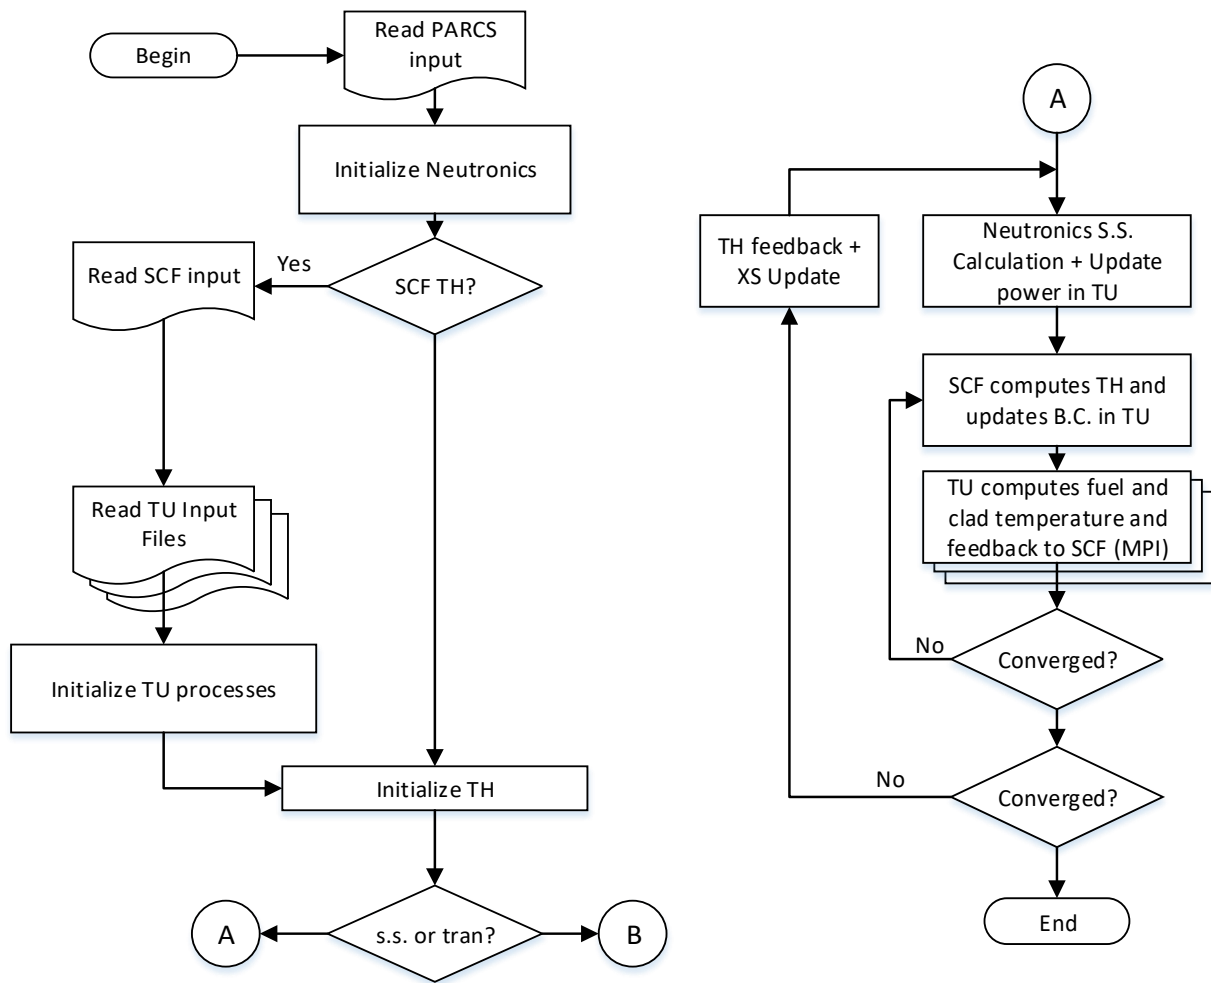 Begin
Read PARCS
input
Initialize Neutronics
SCF TH?
Yes
Read SCF input
Read TU Input
Files
Initialize TU processes
Initialize TH
s.s. or tran?
A
B
A
Neutronics S.S.
Calculation + Update
power in TU
TH feedback +
XS Update
SCF computes TH and
updates B.C. in TU
TU computes fuel and
clad temperature and
feedback to SCF (MPI)
Converged?
No
Converged?
No
End